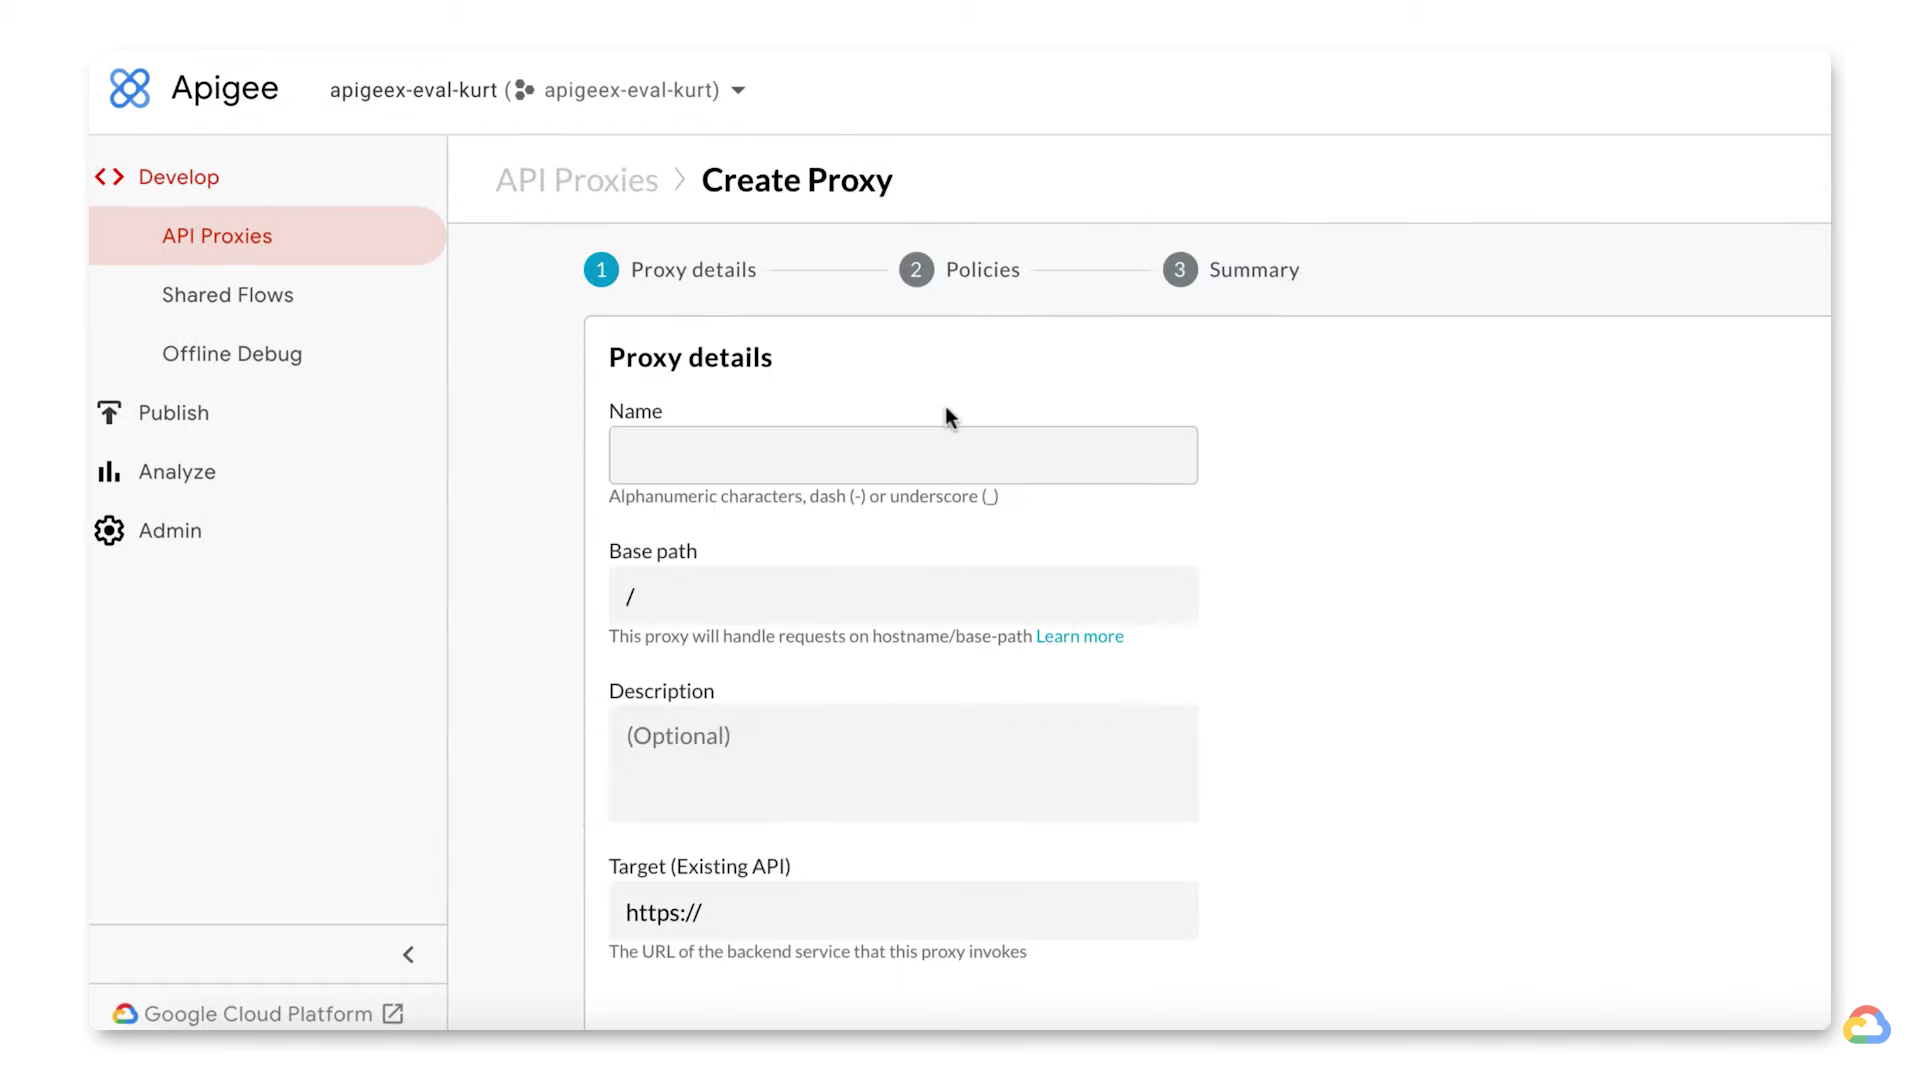 Apigee
apigeex-eval-kurt ( apigeex-eval-kurt)
Develop
API Proxies
Shared Flows
Offline Debug
Publish
Analyze
Admin
Google Cloud Platform
API Proxies > Create Proxy
1 Proxy details
2 Policies
3 Summary
Proxy details
Name
Alphanumeric characters, dash (-) or underscore (_)
Base path
/
This proxy will handle requests on hostname/base-path Learn more
Description
(Optional)
Target (Existing API)
https://
The URL of the backend service that this proxy invokes